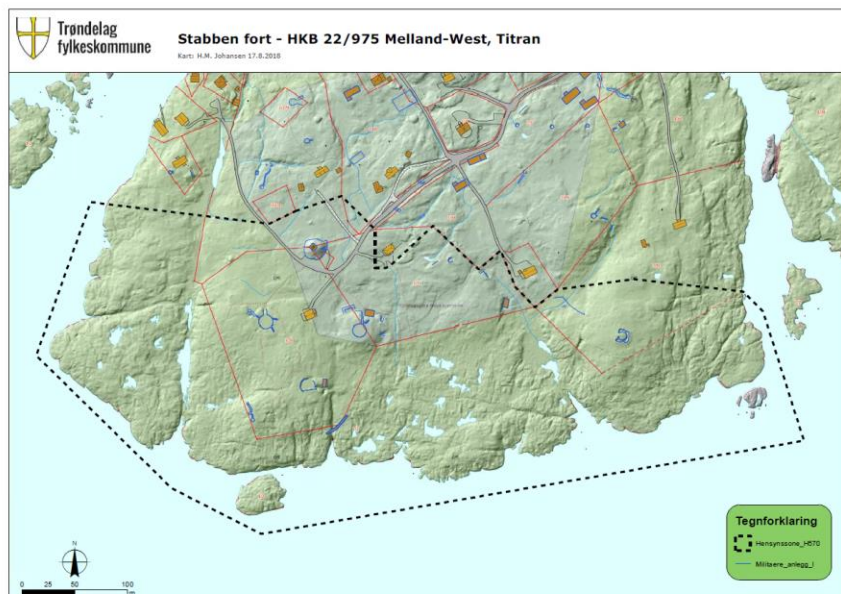 Trøndelag
fylkeskommune
Stabben fort - HKB 22/975 Melland-West, Titran
Kart: H.M. Johansen 17.8.2018
Tegnforklaring
Hensynssone_H570
Militaere_anlegg_l
N
0 25 50 100
m